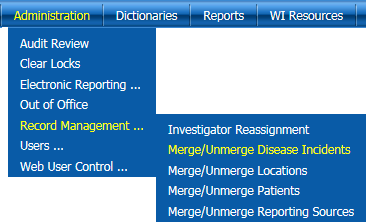 Administration Dictionaries Reports WI Resources
Audit Review
Clear Locks
Electronic Reporting ...
Out of Office
Record Management ...
Users ...
Web User Control ...
Investigator Reassignment
Merge/Unmerge Disease Incidents
Merge/Unmerge Locations
Merge/Unmerge Patients
Merge/Unmerge Reporting Sources